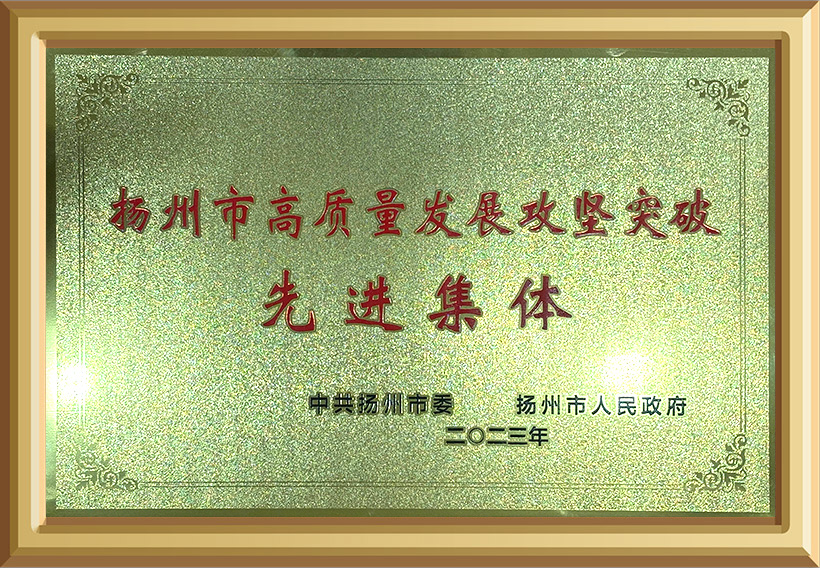 扬州市高质量发展攻坚突破
先进集体
中共扬州市委 扬州市人民政府
二〇二三年